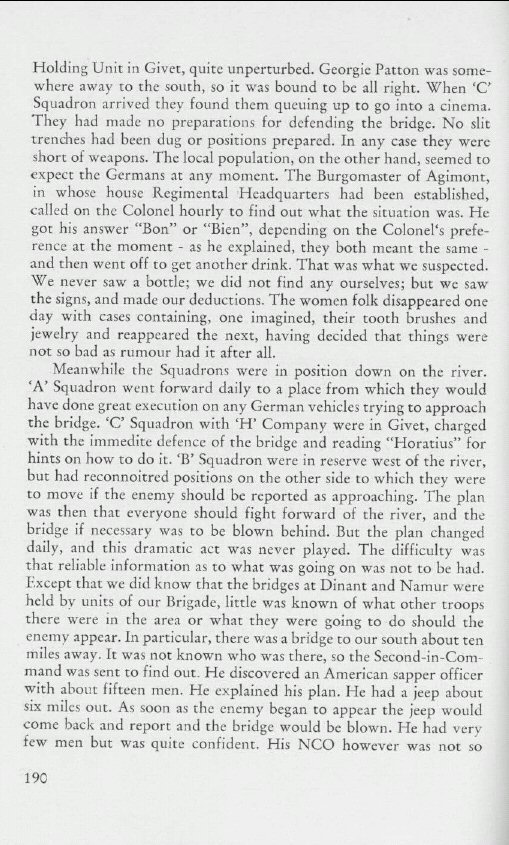 Holding Unit in Givet, quite unperturbed. Georgie Patton was some-
where away to the south, so it was bound to be all right. When ‘C’
Squadron arrived they found them queuing up to go into a cinema.
They had made no preparations for defending the bridge. No slit
trenches had been dug or positions prepared. In any case they were
short of weapons. The local population, on the other hand, seemed to
expect the Germans at any moment. The Burgomaster of Agimont,
in whose house Regimental Headquarters had been established,
called on the Colonel hourly to find out what the situation was. He
got his answer “Bon” or “Bien”, depending on the Colonel‘s prefe-
rence at the moment - as he explained, they both meant the same -
and then went off to get another drink. That was what we suspected.
We never saw a bottle; we did not find any ourselves; but we saw
the signs, and made our deductions. The women folk disappeared one
day with cases containing, one imagined, their tooth brushes and
jewelry and reappeared the next, having decided that things were
not so bad as rumour had it after all.
Meanwhile the Squadrons were in position down on the river.
‘A’ Squadron went forward daily to a place from which they would
have done great execution on any German vehicles trying to approach
the bridge. ‘C’ Squadron with ‘H’ Company were in Givet, charged
with the immedite defence of the bridge and reading “Horatius” for
hints on how to do it. ‘B’ Squadron were in reserve west of the river,
but had reconnoitred positions on the other side to which they were
to move if the enemy should be reported as approaching. The plan
was then that everyone should fight forward of the river, and the
bridge if necessary was to be blown behind. But the plan changed
daily, and this dramatic act was never played. The difficulty was
that reliable information as to what was going on was not to be had.
Except that we did know that the bridges at Dinant and Namur were
held by units of our Brigade, little was known of what other troops
there were in the area or what they were going to do should the
enemy appear. In particular, there was a bridge to our south about ten
miles away. It was not known who was there, so the Second-in-Com-
mand was sent to find out. He discovered an American sapper officer
with about fifteen men. He explained his plan. He had a jeep about
six miles out. As soon as the enemy began to appear the jeep would
come back and report and the bridge would be blown. He had very
few men but was quite confident. His NCO however was not so
190